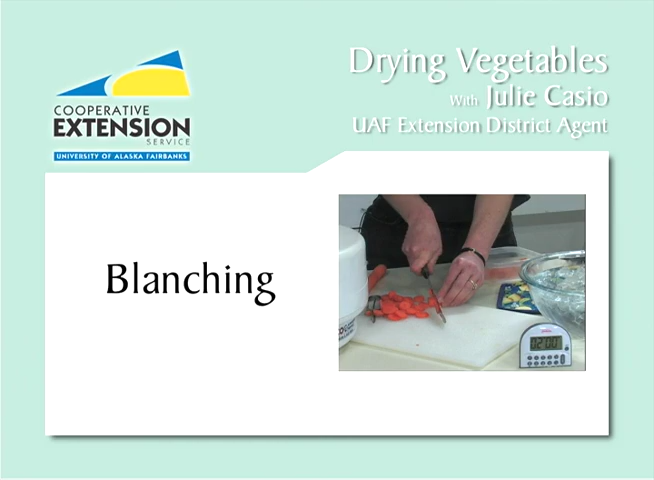 Drying Vegetables
With Julie Casio
UAF Extension District Agent
COOPERATIVE
EXTENSION
SERVICE
UNIVERSITY OF ALASKA FAIRBANKS
Blanching
02:00